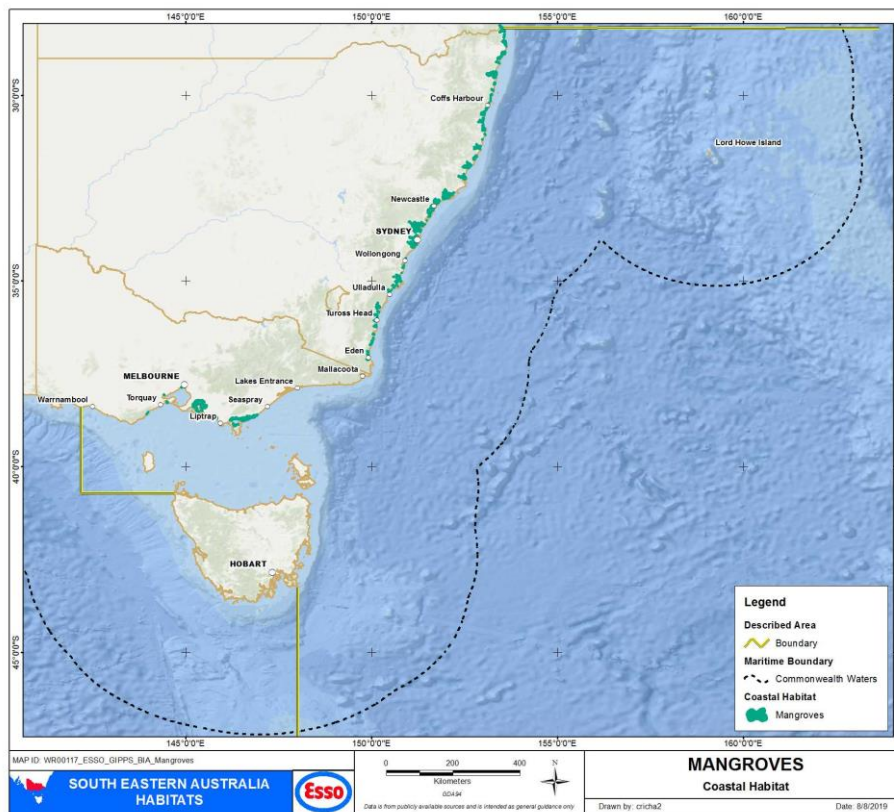 145°0'0"E
150°0'0"E
155°0'0"E
160°0'0"E
30°0'0"S
35°0'0"S
40°0'0"S
45°0'0"S
Coffs Harbour
Lord Howe Island
Newcastle
SYDNEY
Wollongong
Ulladulla
Tuross Head
Eden
Mallacoota
MELBOURNE
Lakes Entrance
Warrnambool
Torquay
Seaspray
Liptrap
HOBART
Legend
Described Area
Boundary
Maritime Boundary
Commonwealth Waters
Coastal Habitat
Mangroves
145°0'0"E
150°0'0"E
155°0'0"E
160°0'0"E
MAP ID: WR00117_ESSO_GIPPS_BIA_Mangroves
SOUTH EASTERN AUSTRALIA
HABITATS
Esso
0 200 400
Kilometers
GDA94
N
Data is from publicly available sources and is intended as general guidance only
MANGROVES
Coastal Habitat
Drawn by: cricha2
Date: 8/8/2019